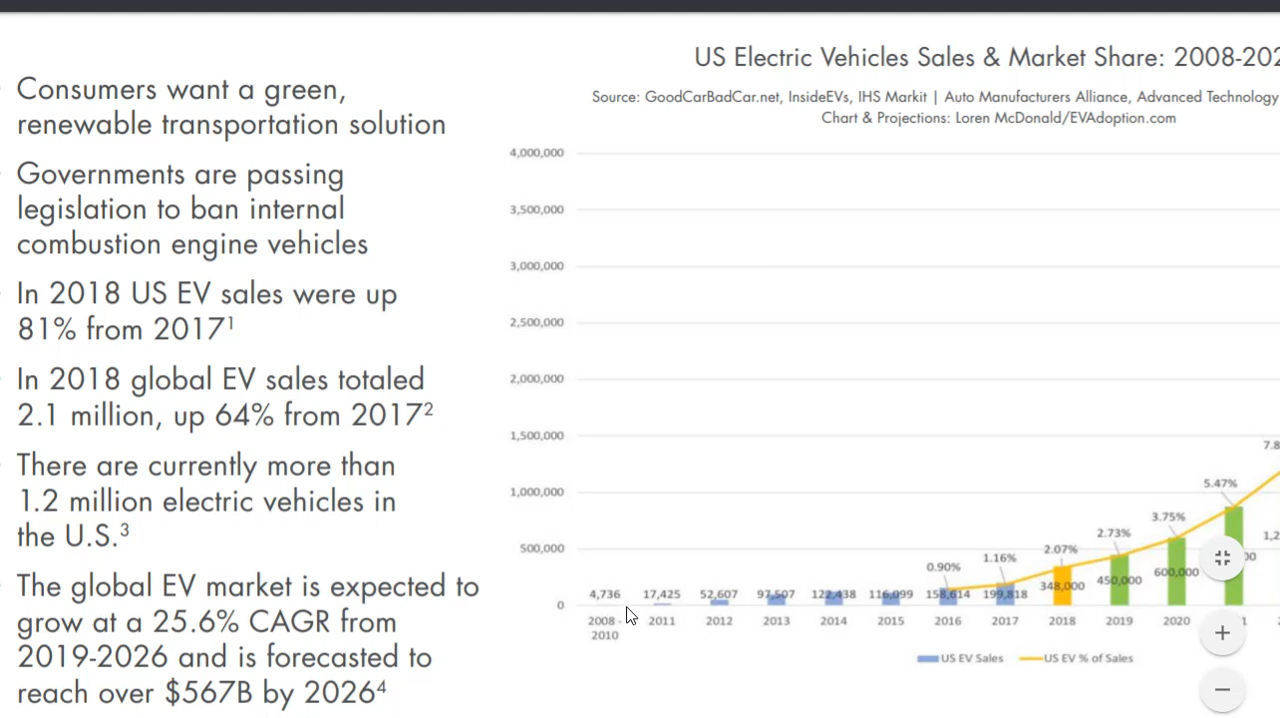 Consumers want a green,
renewable transportation solution
Governments are passing
legislation to ban internal
combustion engine vehicles
In 2018 US EV sales were up
81% from 2017¹
In 2018 global EV sales totaled
2.1 million, up 64% from 2017²
There are currently more than
1.2 million electric vehicles in
the U.S.³
The global EV market is expected to
grow at a 25.6% CAGR from
2019-2026 and is forecasted to
reach over $567B by 2026⁴
US Electric Vehicles Sales & Market Share: 2008-202
Source: GoodCarBadCar.net, InsideEVs, IHS Markit | Auto Manufacturers Alliance, Advanced Technology
Chart & Projections: Loren McDonald/EVAdoption.com
4,000,000
3,500,000
3,000,000
2,500,000
2,000,000
1,500,000
1,000,000
500,000
0
7.8
5.47%
3.75%
2.73%
2.07%
1.16%
0.90%
4,736 17,425 52,607 97,507 122,438 116,099 158,614 199,818 348,000 450,000 600,000 00 1,2
2008 - 2011 2012 2013 2014 2015 2016 2017 2018 2019 2020 1
2010
US EV Sales US EV % of Sales